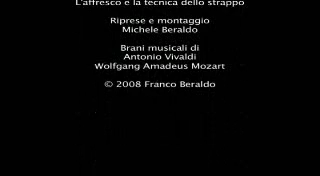 L'affresco e la tecnica dello strappo
Riprese e montaggio
Michele Beraldo
Brani musicali di
Antonio Vivaldi
Wolfgang Amadeus Mozart
© 2008 Franco Beraldo